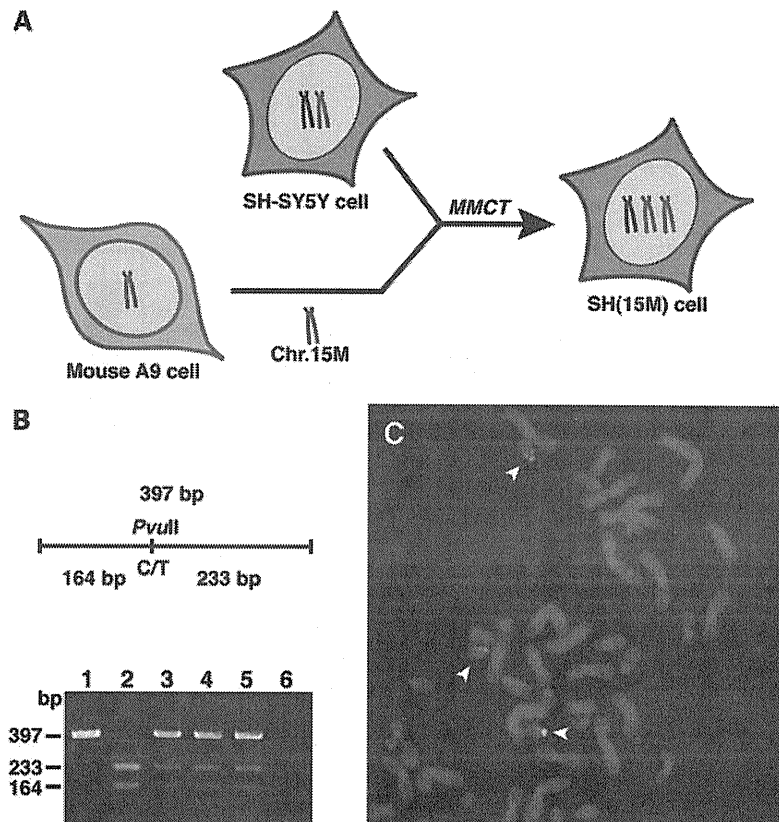 A
SH-SY5Y cell
MMCT
SH(15M) cell
Mouse A9 cell
Chr.15M
B
397 bp
PvuII
C/T
164 bp
233 bp
1 2 3 4 5 6
bp
397
233
164
C